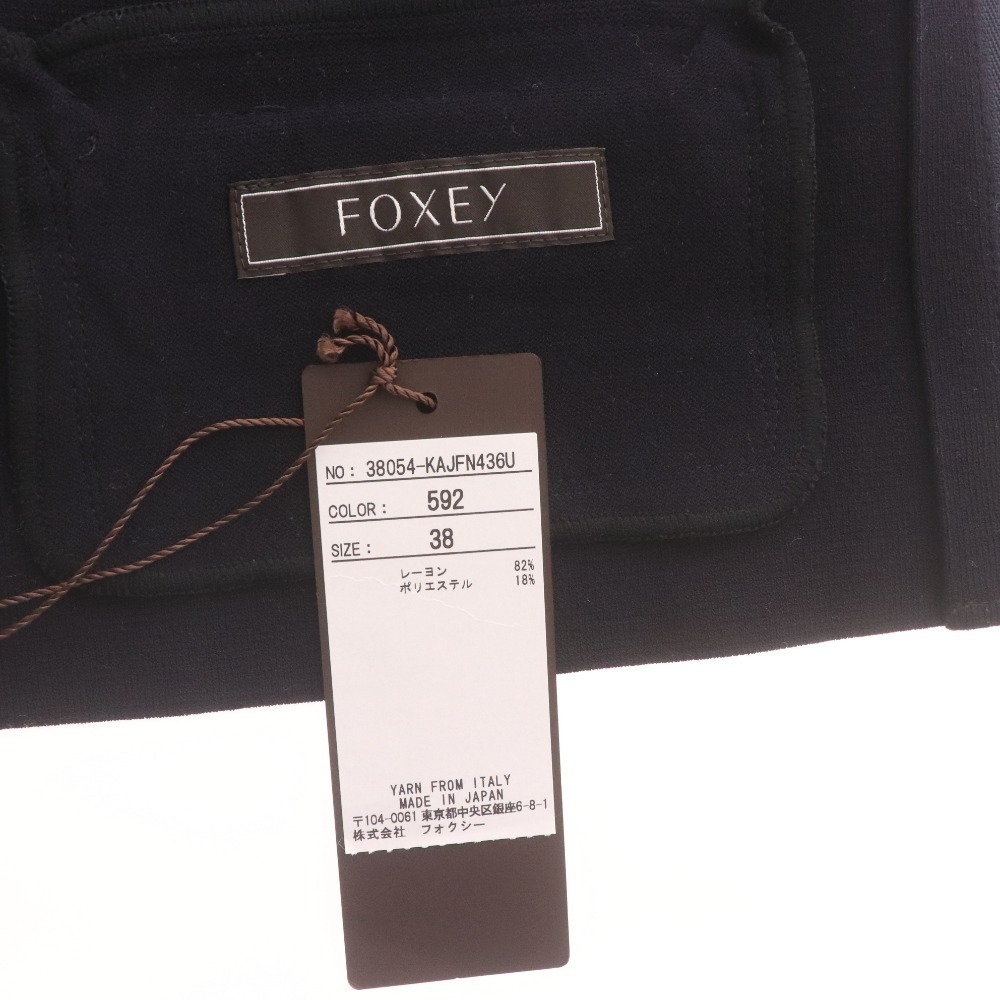 FOXEY
NO: 38054-KAJFN436U
COLOR: 592
SIZE: 38
レーヨン 82%
ポリエステル 18%
YARN FROM ITALY
MADE IN JAPAN
〒104-0061 東京都中央区銀座6-8-1
株式会社 フォクシー